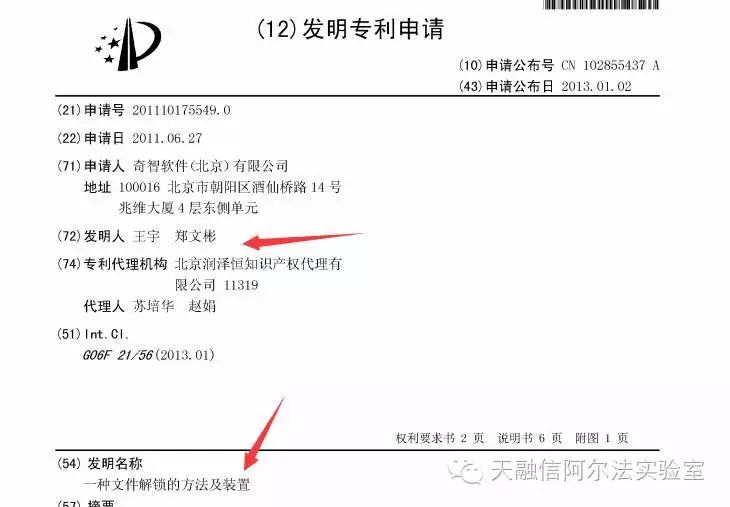 (12)发明专利申请
(10)申请公布号 CN 102855437 A
(43)申请公布日 2013.01.02
(21)申请号 201110175549.0
(22)申请日 2011.06.27
(71)申请人 奇智软件(北京)有限公司
地址 100016 北京市朝阳区酒仙桥路 14 号
兆维大厦 4 层东侧单元
(72)发明人 王宇 郑文彬
(74)专利代理机构 北京润泽恒知识产权代理有
限公司 11319
代理人 苏培华 赵娟
(51)Int.Cl.
G06F 21/56(2013.01)
权利要求书 2 页 说明书 6 页 附图 1 页
(54)发明名称
一种文件解锁的方法及装置
天融信阿尔法实验室
(57)摘要